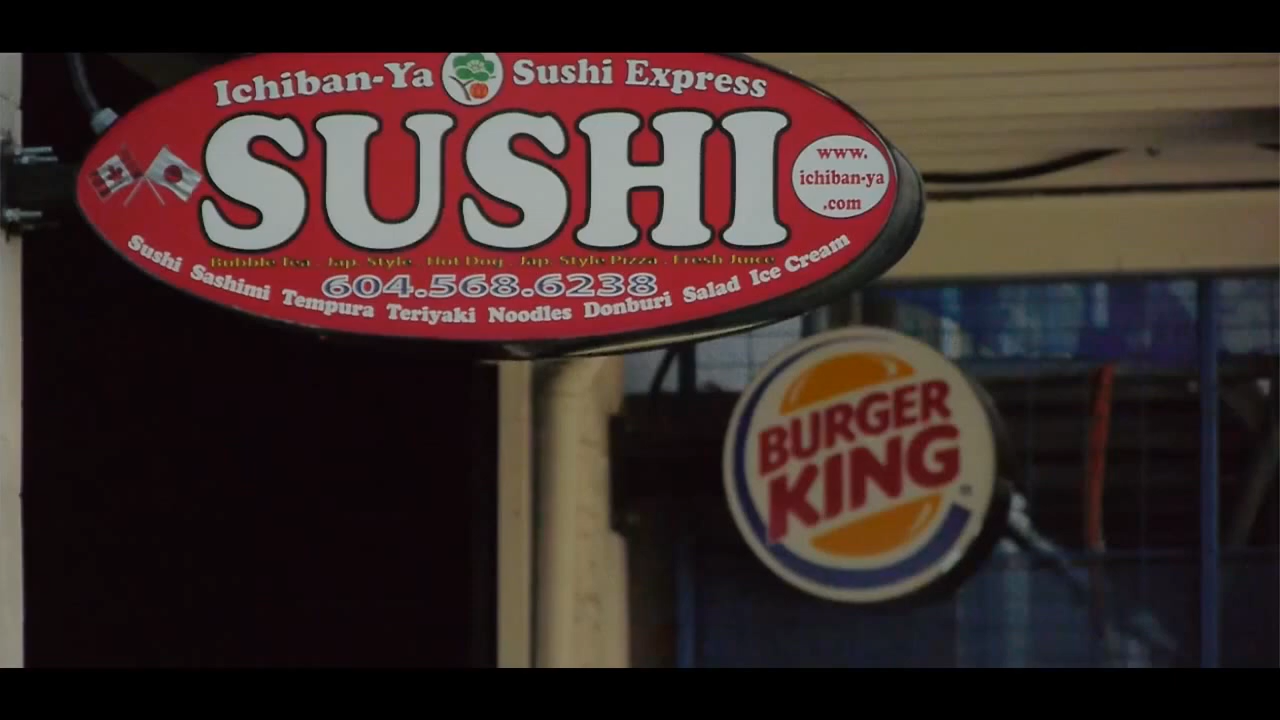 Ichiban-Ya Sushi Express
SUSHI
www.
ichiban-ya
.com
Bubble Tea . Jap. Style Hot Dog . Jap. Style Pizza . Fresh Juice
604.568.6238
Sushi Sashimi Tempura Teriyaki Noodles Donburi Salad Ice Cream
BURGER
KING